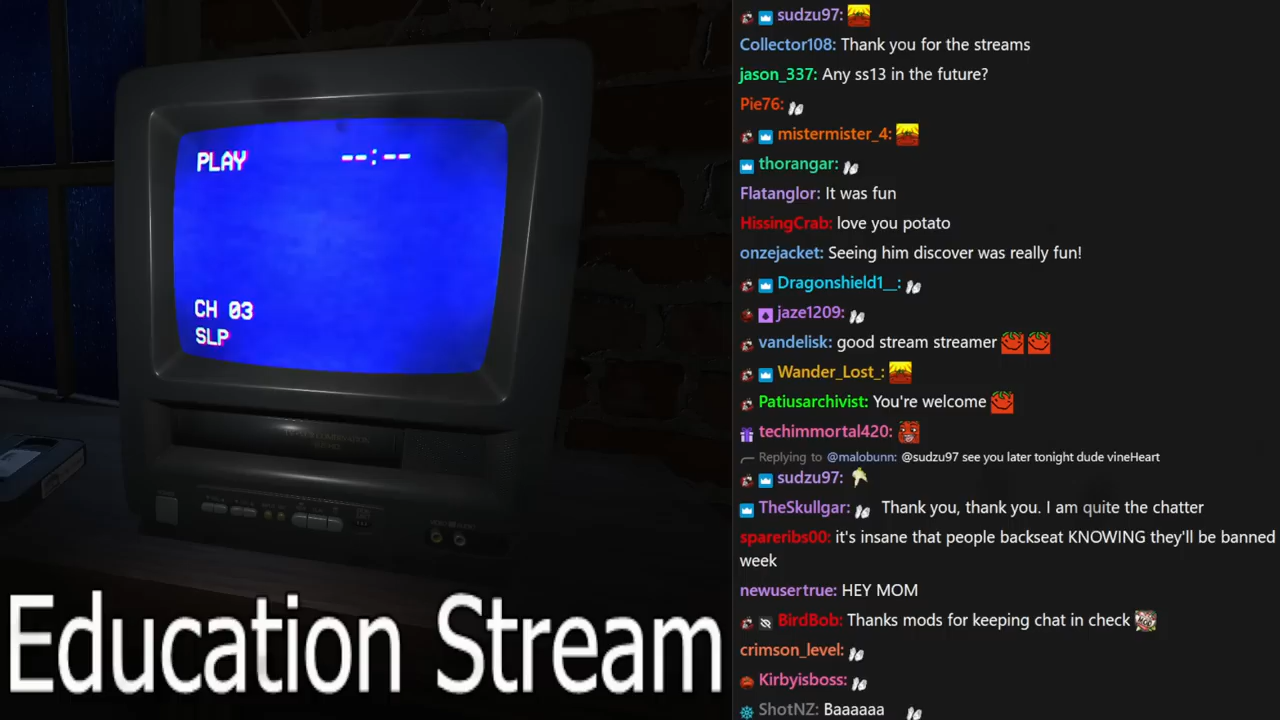 PLAY --:--
CH 03
SLP
Education Stream
sudzu97:
Collector108: Thank you for the streams
jason_337: Any ss13 in the future?
Pie76:
mistermister_4:
thorangar:
Flatanglor: It was fun
HissingCrab: love you potato
onzejacket: Seeing him discover was really fun!
Dragonshield1__:
jaze1209:
vandelisk: good stream streamer
Wander_Lost_:
Patiusarchivist: You're welcome
techimmortal420:
Replying to @malobunn: @sudzu97 see you later tonight dude vineHeart
sudzu97:
TheSkullgar: Thank you, thank you. I am quite the chatter
spareribs00: it's insane that people backseat KNOWING they'll be banned
week
newusertrue: HEY MOM
BirdBob: Thanks mods for keeping chat in check
crimson_level:
Kirbyisboss:
ShotNZ: Baaaaaa